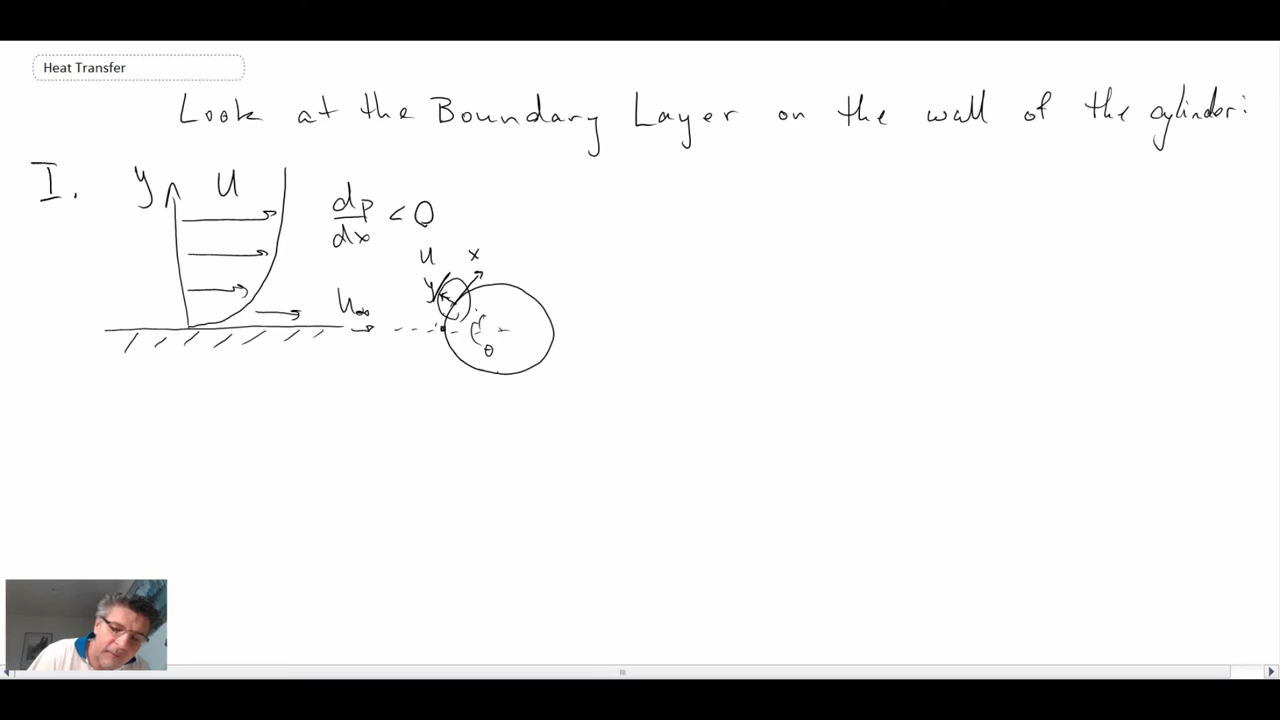 Heat Transfer
Look at the Boundary Layer on the wall of the cylinder:
I.
y
U
dp
dx
< 0
U
x
y
U∞
θ